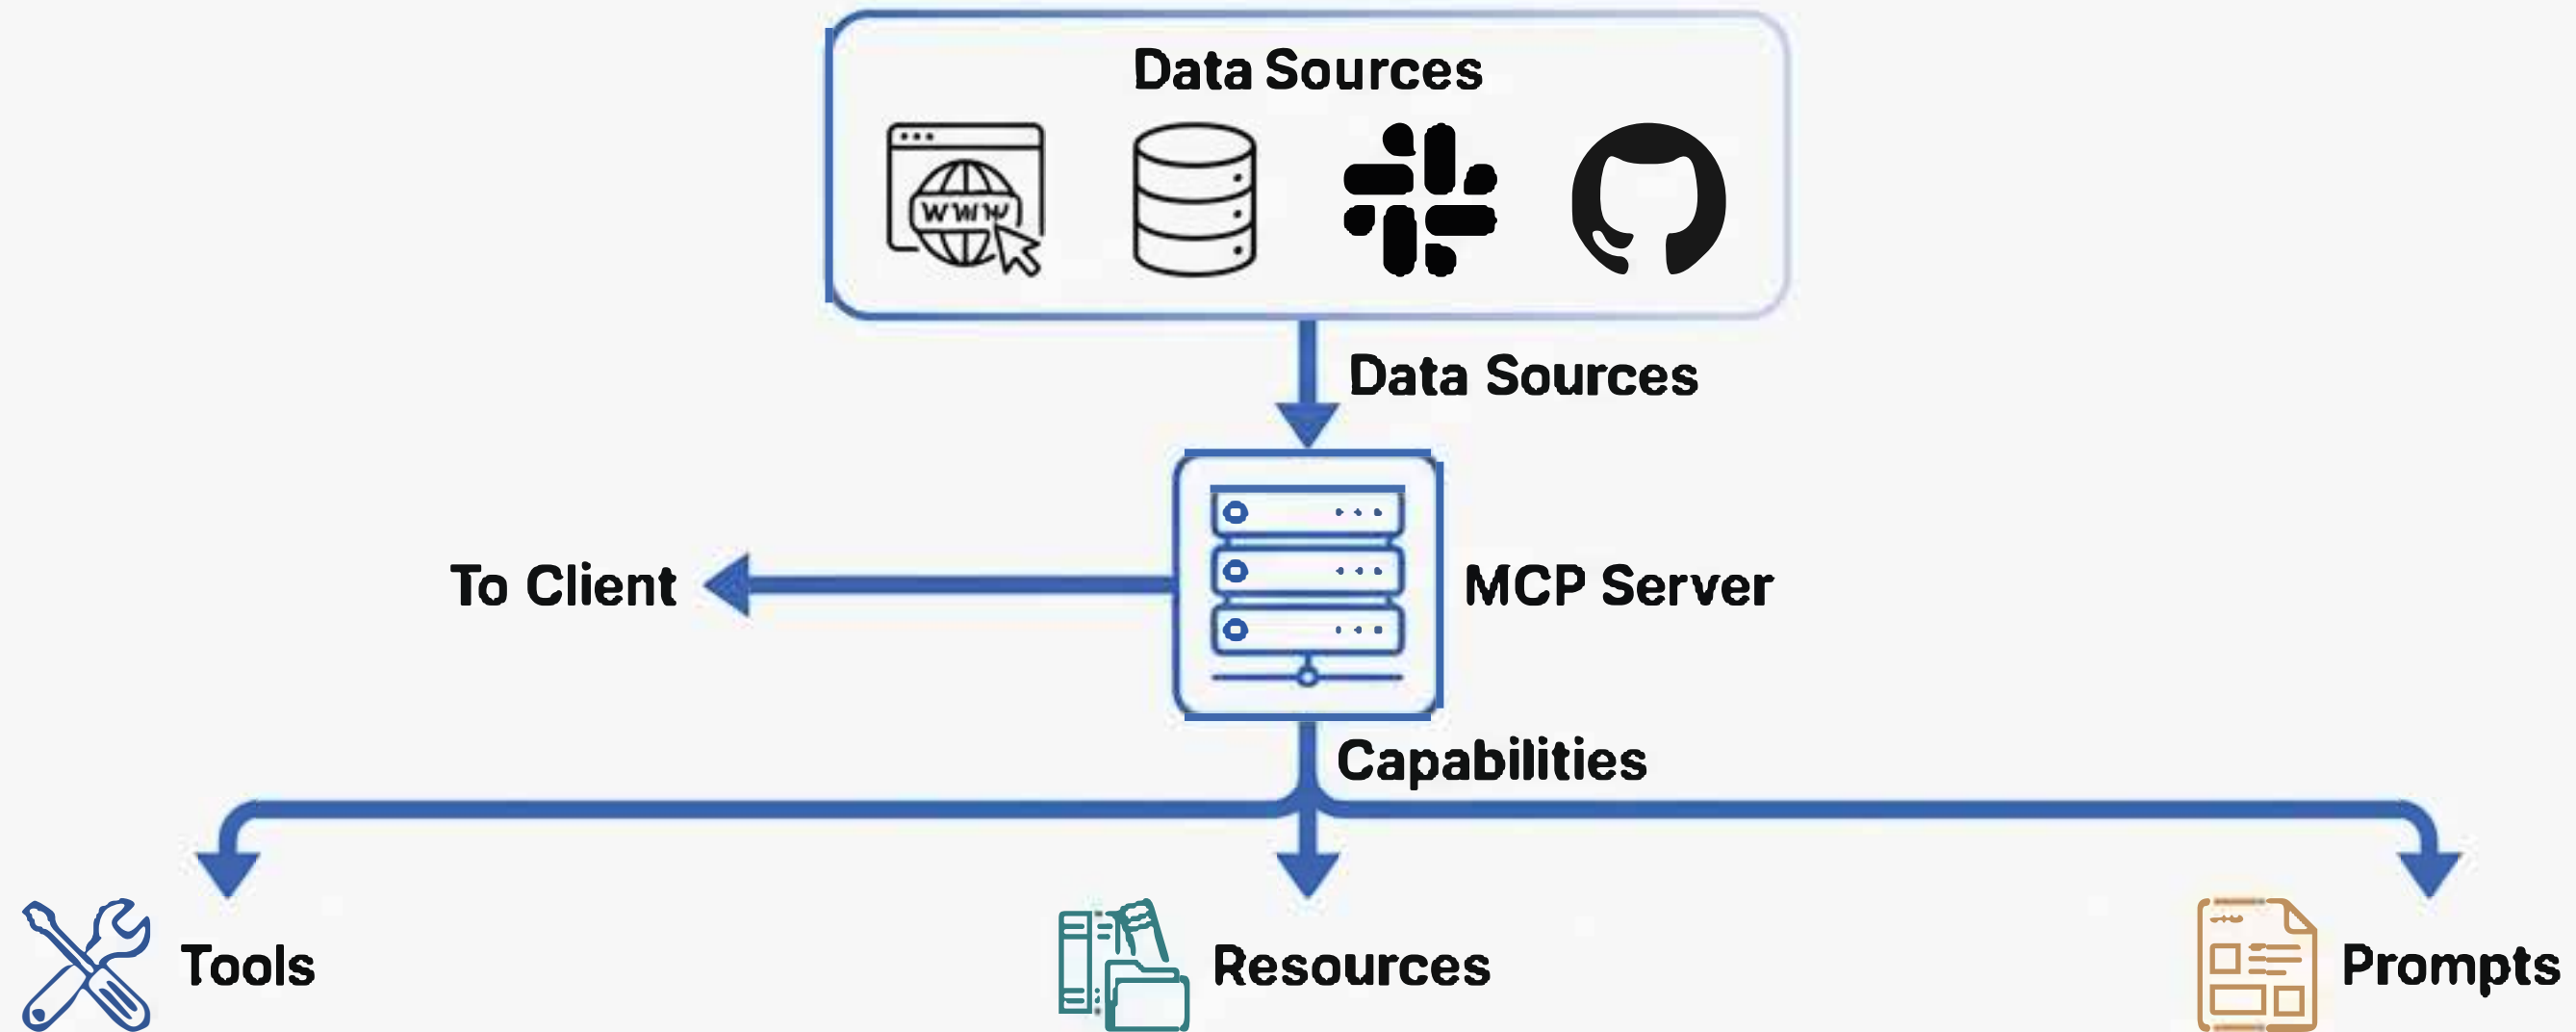 Data Sources
WWW
Data Sources
To Client
MCP Server
Capabilities
Tools
Resources
Prompts